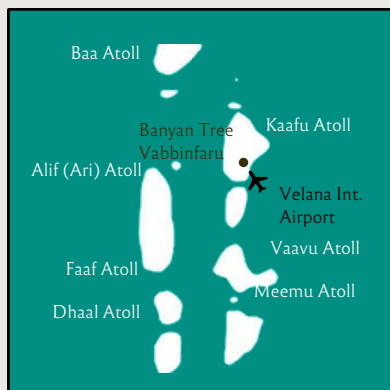 Baa Atoll
Kaafu Atoll
Banyan Tree
Vabbinfaru
Alif (Ari) Atoll
Velana Int.
Airport
Vaavu Atoll
Faaf Atoll
Meemu Atoll
Dhaal Atoll